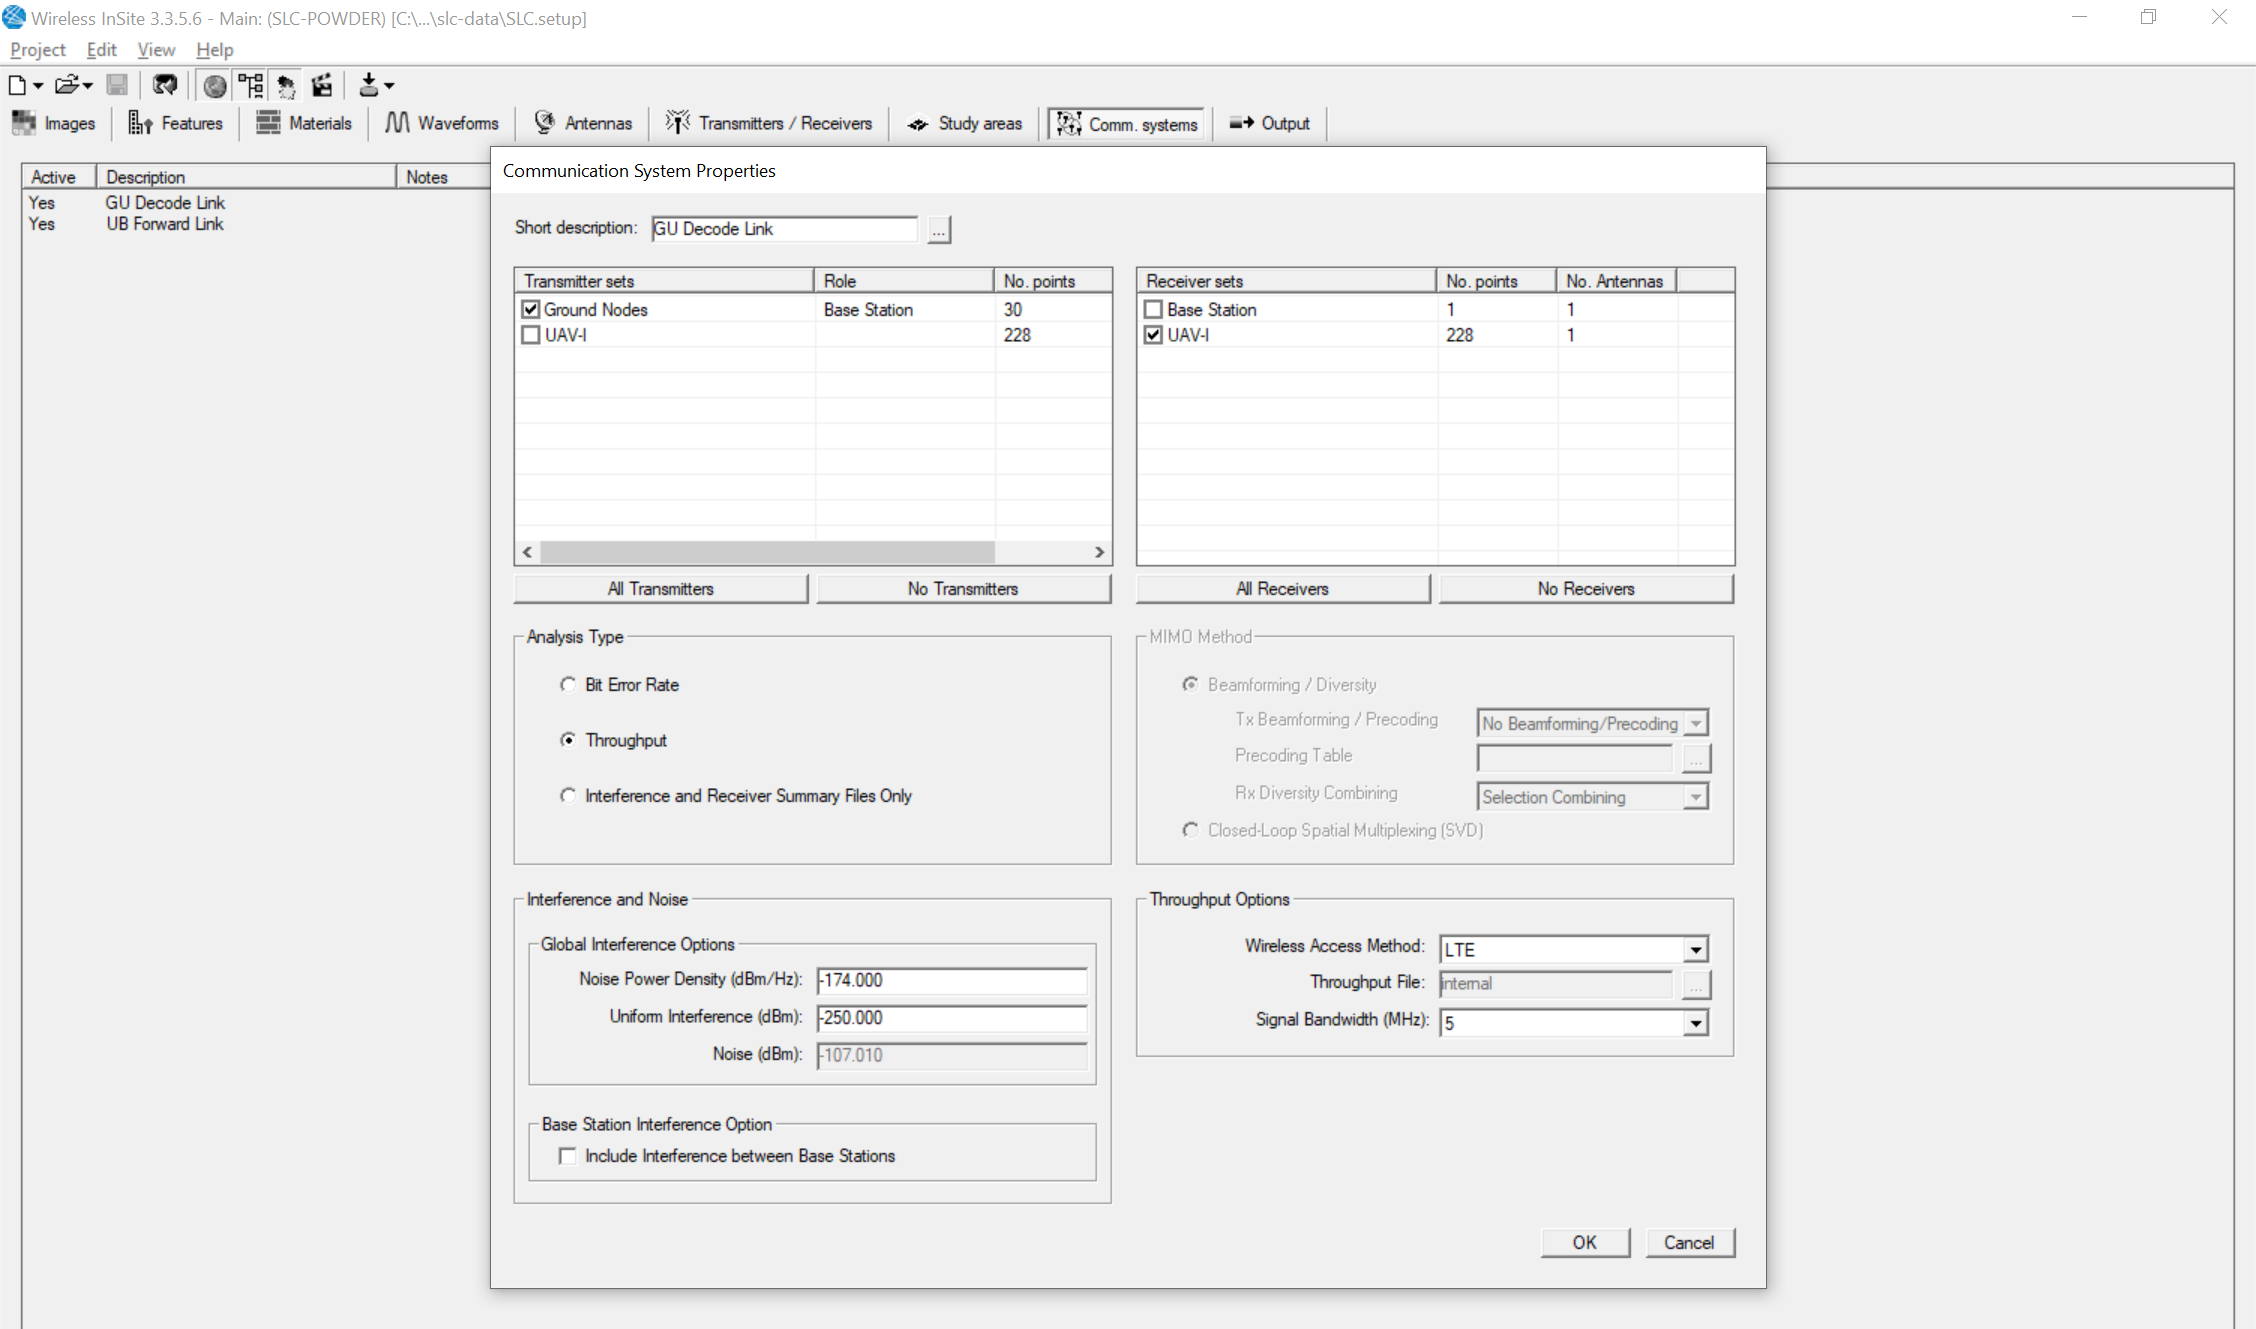 Wireless InSite 3.3.5.6 - Main: (SLC-POWDER) [C:\...\slc-data\SLC.setup]
Project Edit View Help
Images Features Materials Waveforms Antennas Transmitters / Receivers Study areas Comm. systems Output
Active Description Notes
Yes GU Decode Link
Yes UB Forward Link
Communication System Properties
Short description: GU Decode Link ...
Transmitter sets Role No. points
Ground Nodes Base Station 30
UAV-I 228
All Transmitters No Transmitters
Receiver sets No. points No. Antennas
Base Station 1 1
UAV-I 228 1
All Receivers No Receivers
Analysis Type
Bit Error Rate
Throughput
Interference and Receiver Summary Files Only
MIMO Method
Beamforming / Diversity
Tx Beamforming / Precoding No Beamforming/Precoding
Precoding Table ...
Rx Diversity Combining Selection Combining
Closed-Loop Spatial Multiplexing (SVD)
Interference and Noise
Global Interference Options
Noise Power Density (dBm/Hz): -174.000
Uniform Interference (dBm): -250.000
Noise (dBm): -107.010
Base Station Interference Option
Include Interference between Base Stations
Throughput Options
Wireless Access Method: LTE
Throughput File: internal ...
Signal Bandwidth (MHz): 5
OK Cancel